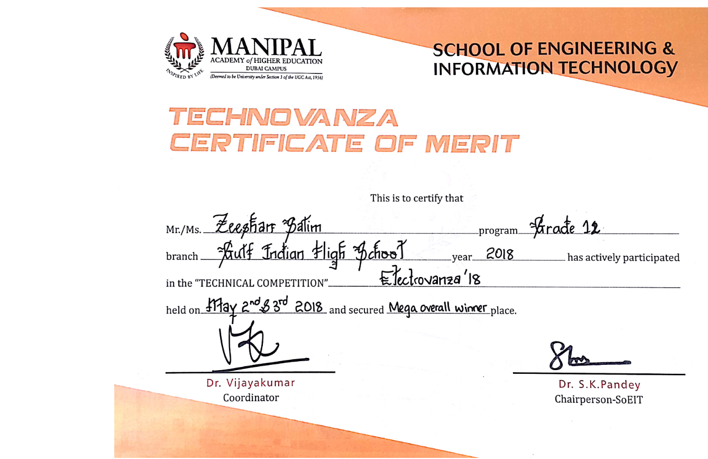 MANIPAL
ACADEMY of HIGHER EDUCATION
DUBAI CAMPUS
(Deemed to be University under Section 3 of the UGC Act, 1956)
INSPIRED BY LIFE
SCHOOL OF ENGINEERING &
INFORMATION TECHNOLOGY
TECHNOVANZA
CERTIFICATE OF MERIT
This is to certify that
Mr./Ms. Zeeshan Salim program Grade 12
branch Gulf Indian High School year 2018 has actively participated
in the "TECHNICAL COMPETITION" Electrovanza '18
held on May 2nd & 3rd 2018 and secured Mega overall winner place.
Dr. Vijayakumar
Coordinator
Dr. S.K.Pandey
Chairperson-SoEIT